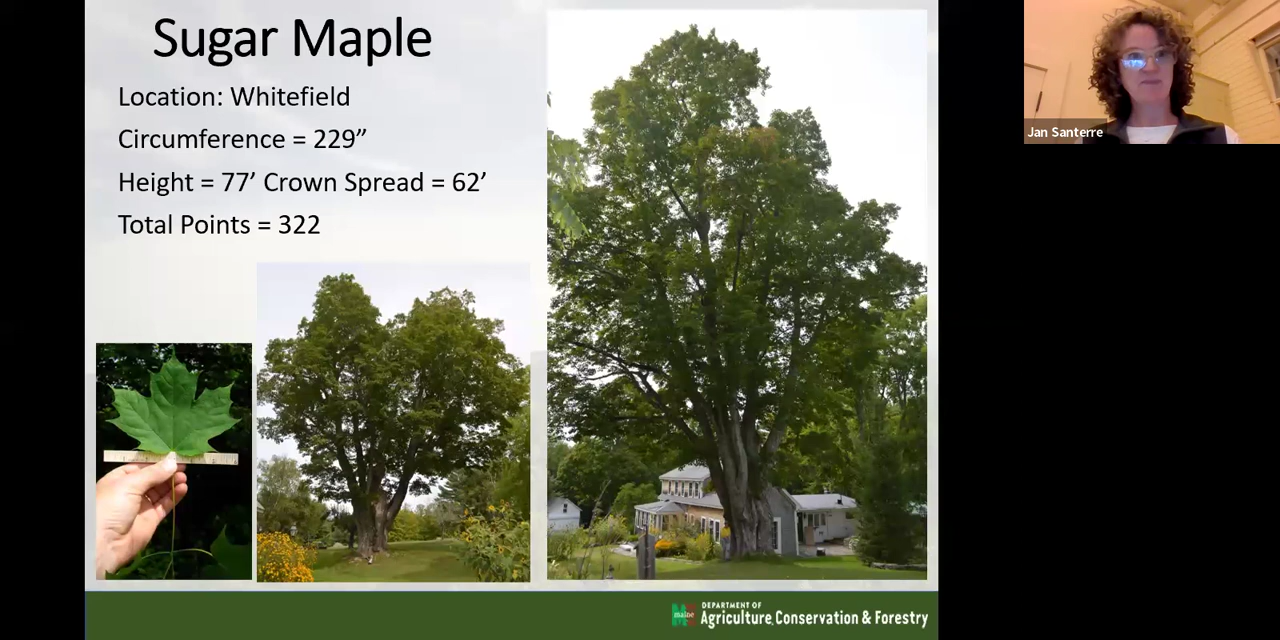 Sugar Maple
Location: Whitefield
Circumference = 229”
Height = 77’ Crown Spread = 62’
Total Points = 322
Jan Santerre
maine
DEPARTMENT OF
Agriculture, Conservation & Forestry